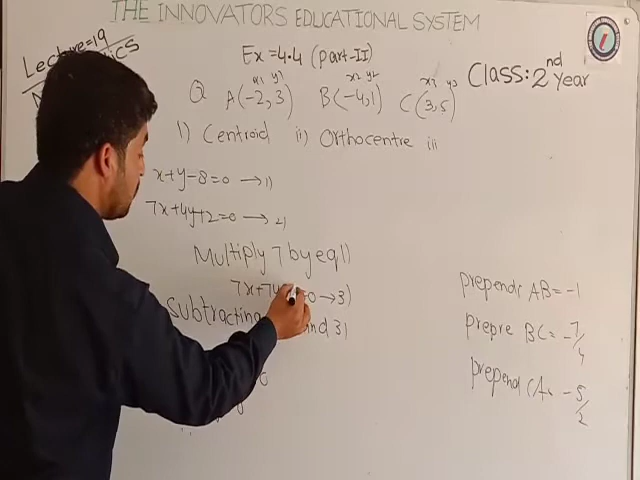 THE INNOVATORS EDUCATIONAL SYSTEM
Lecture=19
Ex=4.4 (part-II)
Class: 2nd Year
x1 y1 x2 y2 x3 y3
Q A(-2,3) B(-4,1) C(3,5)
i) Centroid ii) Orthocentre iii
x+y-8=0 →1)
7x+4y+2=0 →2)
Multiply 7 by eq 1)
7x+7y =0 →3)
Subtracting and 3)
prependr AB=-1
prepre BC= -7/4
prepend CA= -5/2